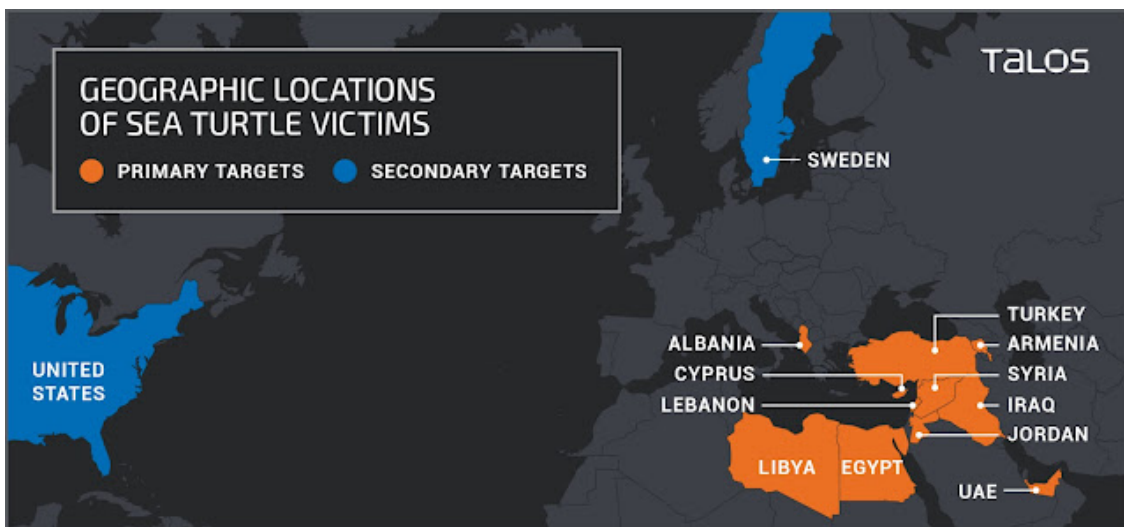 TALOS
GEOGRAPHIC LOCATIONS
OF SEA TURTLE VICTIMS
PRIMARY TARGETS SECONDARY TARGETS
SWEDEN
UNITED
STATES
TURKEY
ALBANIA
ARMENIA
CYPRUS
SYRIA
LEBANON
IRAQ
JORDAN
LIBYA
EGYPT
UAE